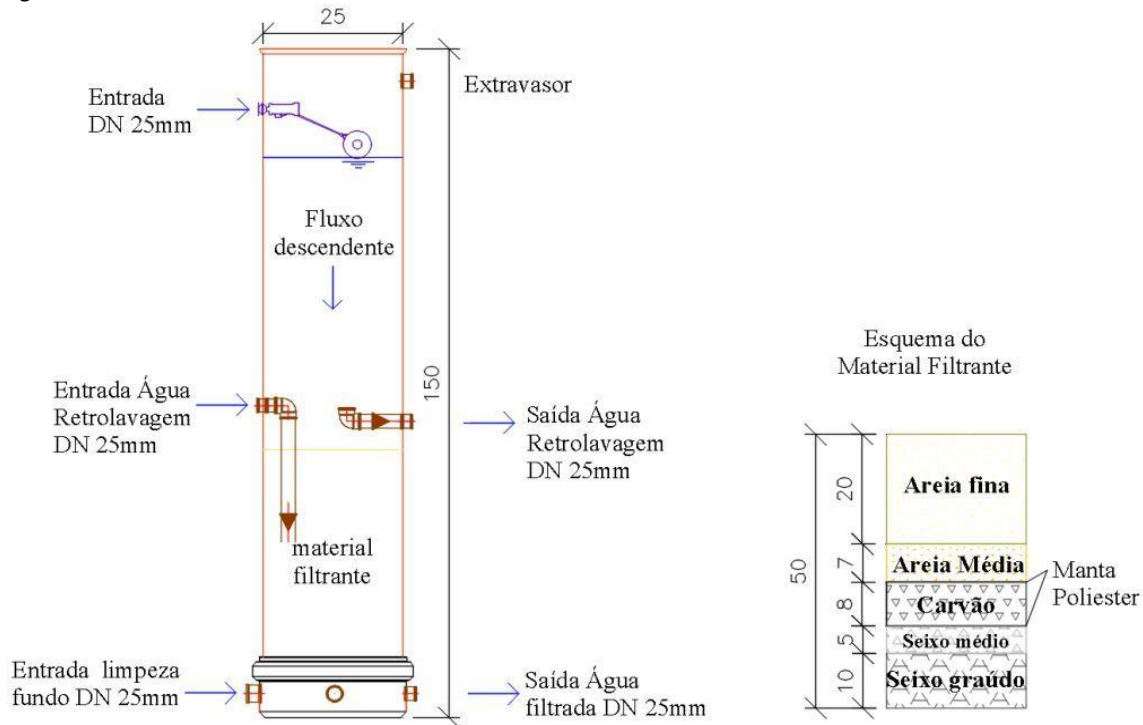 25
Extravasor
Entrada
DN 25mm
Fluxo
descendente
150
Entrada Água
Retrolavagem
DN 25mm
Saída Água
Retrolavagem
DN 25mm
material
filtrante
Entrada limpeza
fundo DN 25mm
Saída Água
filtrada DN 25mm
Esquema do
Material Filtrante
50
20
Areia fina
7
Areia Média
8
Carvão
Manta
Poliester
5
Seixo médio
10
Seixo graúdo